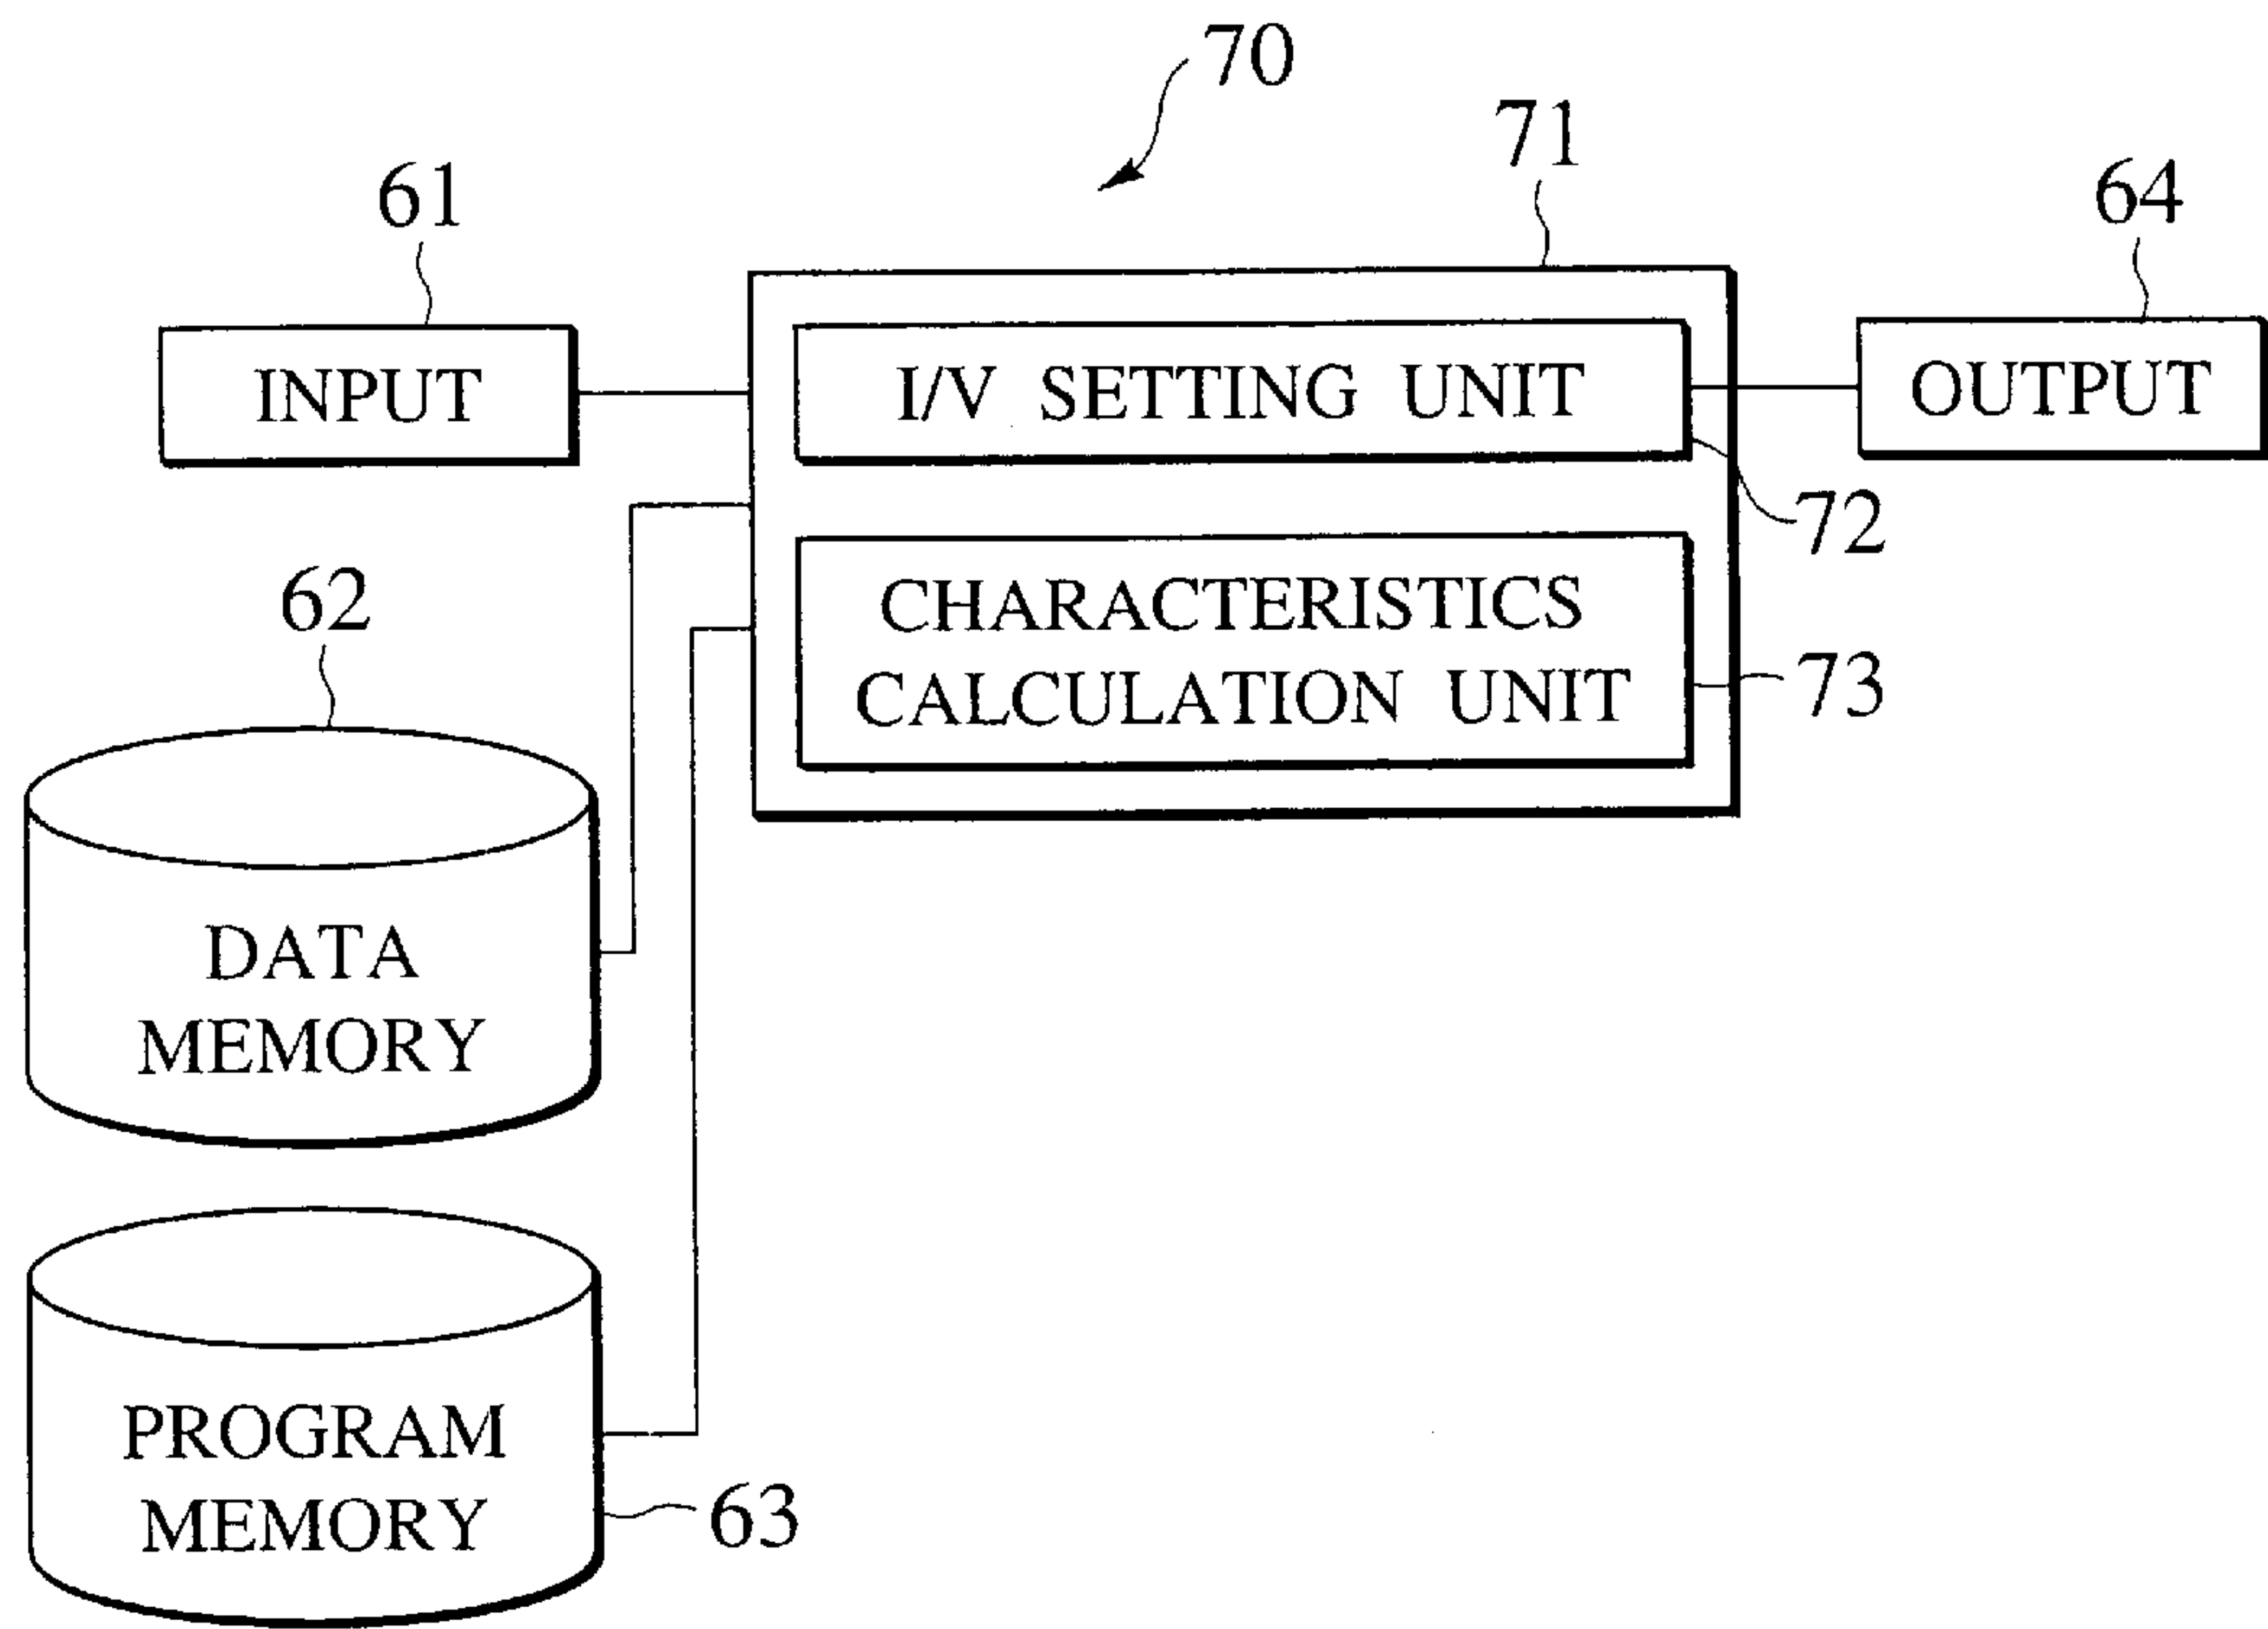 70
71
61
64
INPUT
I/V SETTING UNIT
OUTPUT
72
CHARACTERISTICS
CALCULATION UNIT
73
62
DATA
MEMORY
PROGRAM
MEMORY
63